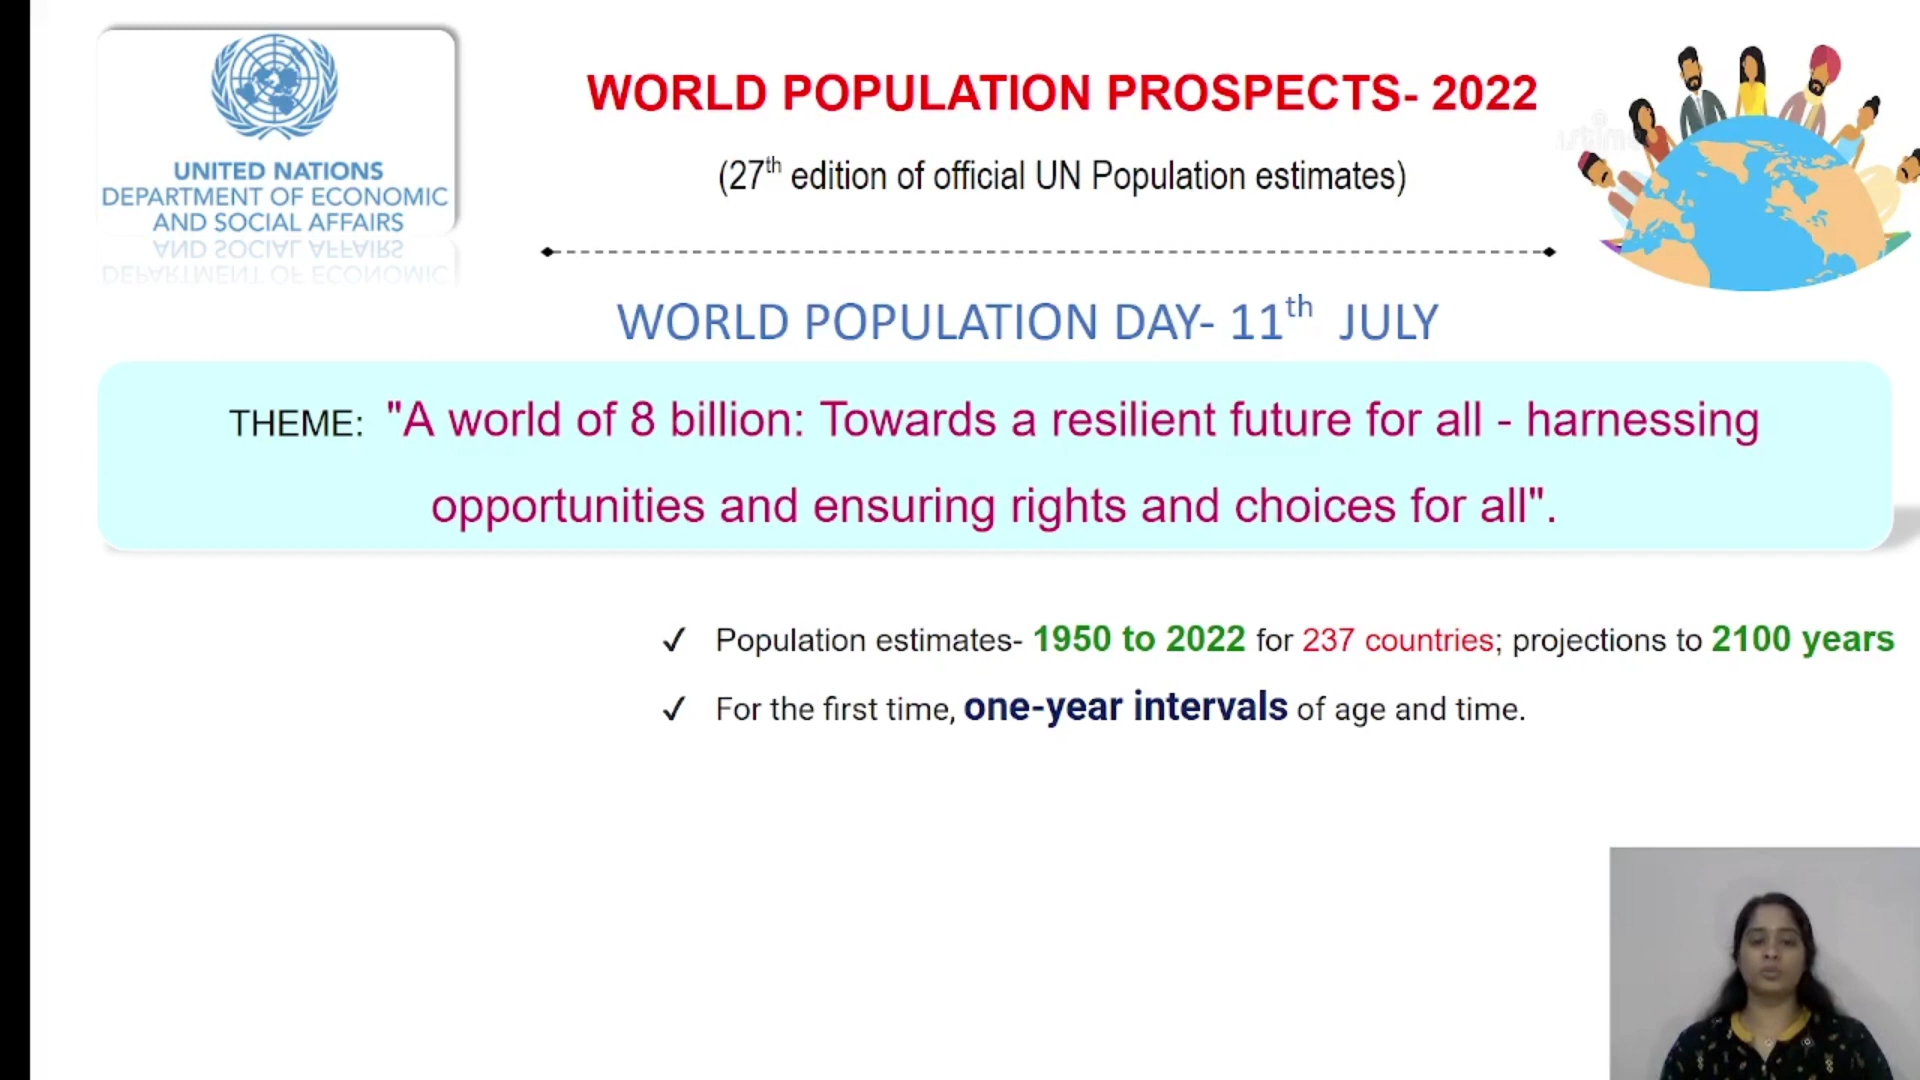 UNITED NATIONS
DEPARTMENT OF ECONOMIC
AND SOCIAL AFFAIRS
WORLD POPULATION PROSPECTS- 2022
(27th edition of official UN Population estimates)
WORLD POPULATION DAY- 11th JULY
THEME: "A world of 8 billion: Towards a resilient future for all - harnessing
opportunities and ensuring rights and choices for all".
✓ Population estimates- 1950 to 2022 for 237 countries; projections to 2100 years
✓ For the first time, one-year intervals of age and time.